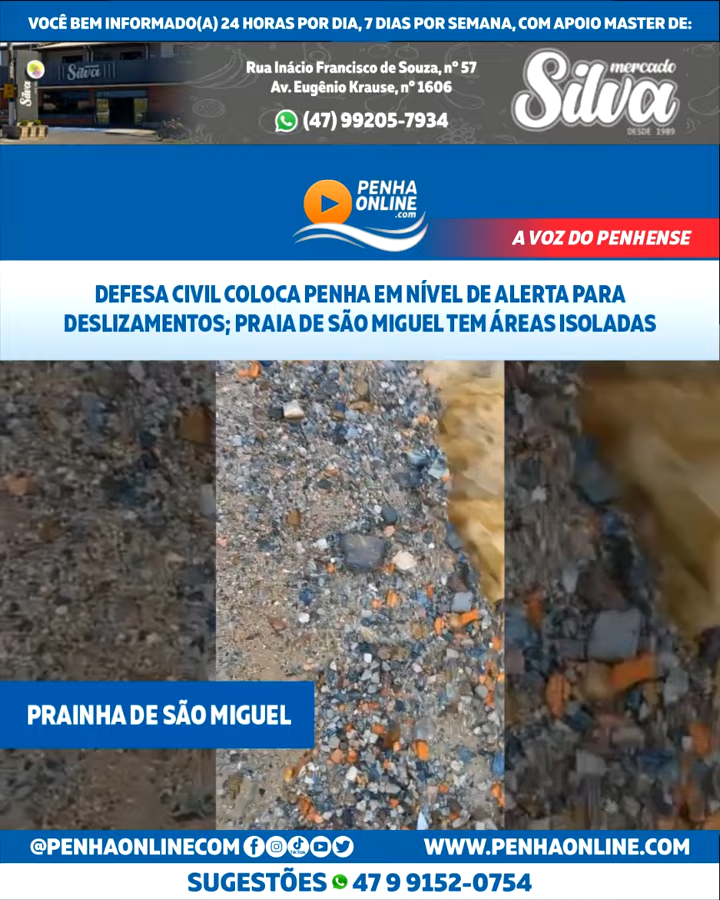 VOCÊ BEM INFORMADO(A) 24 HORAS POR DIA, 7 DIAS POR SEMANA, COM APOIO MASTER DE:
Rua Inácio Francisco de Souza, n° 57
Av. Eugênio Krause, n° 1606
(47) 99205-7934
mercado
Silva
DESDE 1989
Silva
Silva
PENHA
ONLINE
.com
A VOZ DO PENHENSE
DEFESA CIVIL COLOCA PENHA EM NÍVEL DE ALERTA PARA
DESLIZAMENTOS; PRAIA DE SÃO MIGUEL TEM ÁREAS ISOLADAS
PRAINHA DE SÃO MIGUEL
@PENHAONLINECOM
WWW.PENHAONLINE.COM
SUGESTÕES 47 9 9152-0754